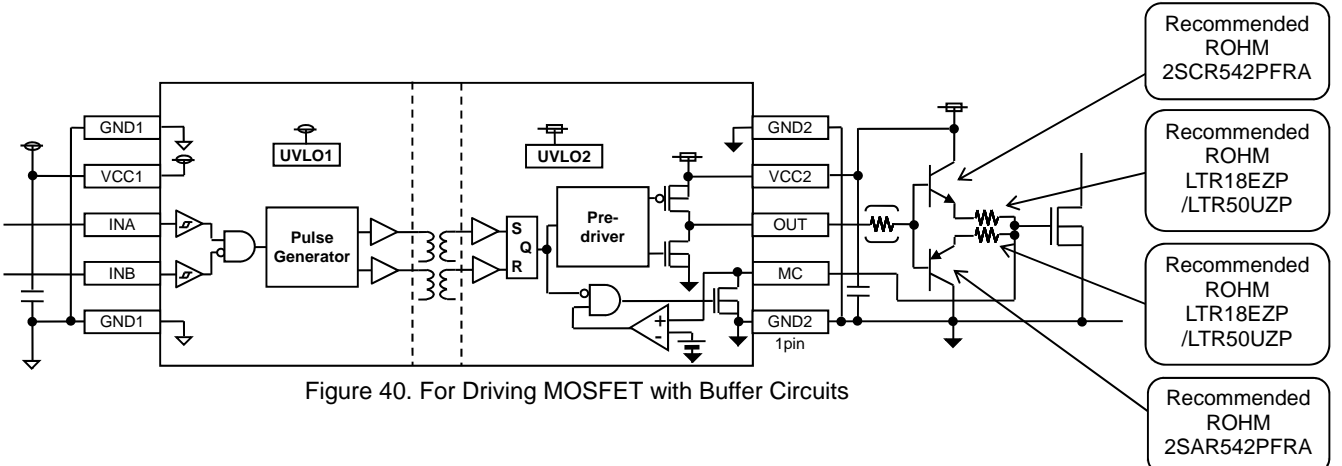 Recommended
ROHM
2SCR542PFRA
Recommended
ROHM
LTR18EZP
/LTR50UZP
Recommended
ROHM
LTR18EZP
/LTR50UZP
Recommended
ROHM
2SAR542PFRA
GND1
VCC1
INA
INB
GND1
UVLO1
Pulse
Generator
UVLO2
S
Q
R
Pre-
driver
+
-
GND2
VCC2
OUT
MC
GND2
1pin
Figure 40. For Driving MOSFET with Buffer Circuits